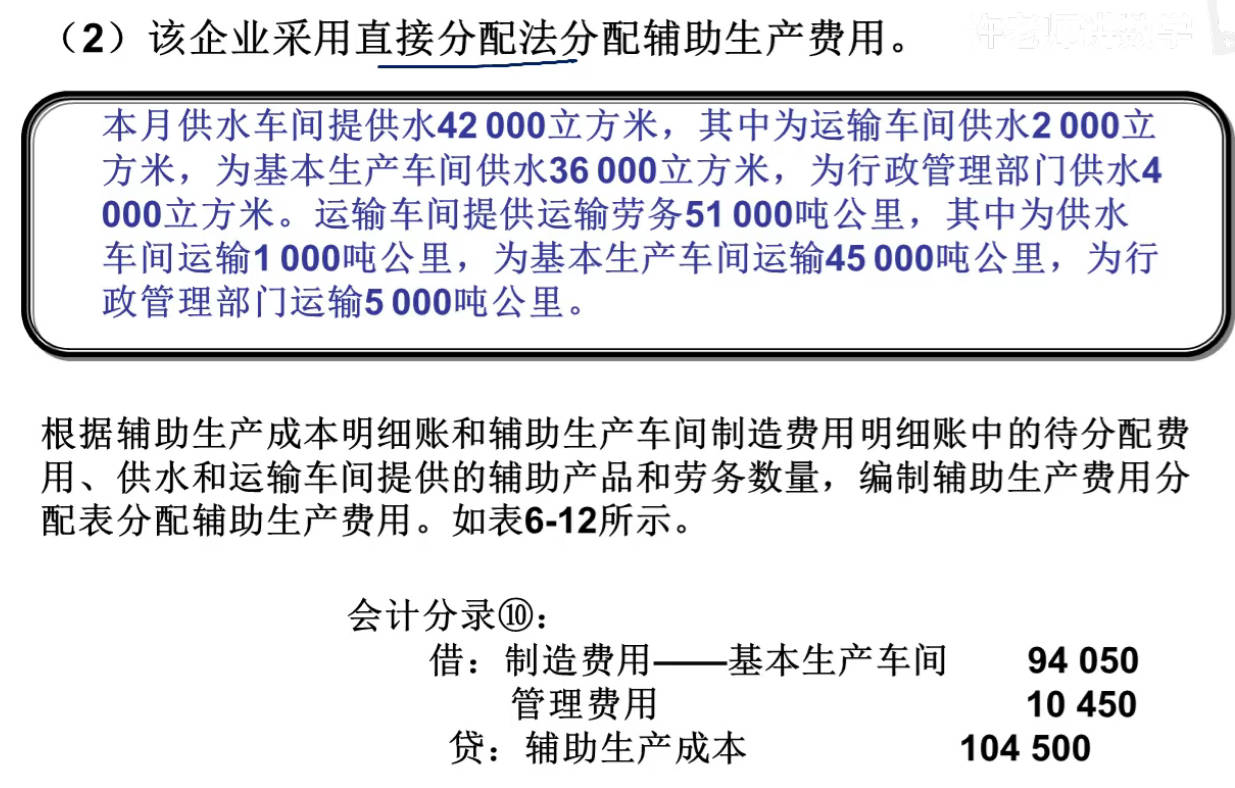 （2）该企业采用直接分配法分配辅助生产费用。
本月供水车间提供水42 000立方米，其中为运输车间供水2 000立
方米，为基本生产车间供水36 000立方米，为行政管理部门供水4
000立方米。运输车间提供运输劳务51 000吨公里，其中为供水
车间运输1 000吨公里，为基本生产车间运输45 000吨公里，为行
政管理部门运输5 000吨公里。
根据辅助生产成本明细账和辅助生产车间制造费用明细账中的待分配费
用、供水和运输车间提供的辅助产品和劳务数量，编制辅助生产费用分
配表分配辅助生产费用。如表6-12所示。
会计分录⑩：
借：制造费用——基本生产车间 94 050
管理费用 10 450
贷：辅助生产成本 104 500